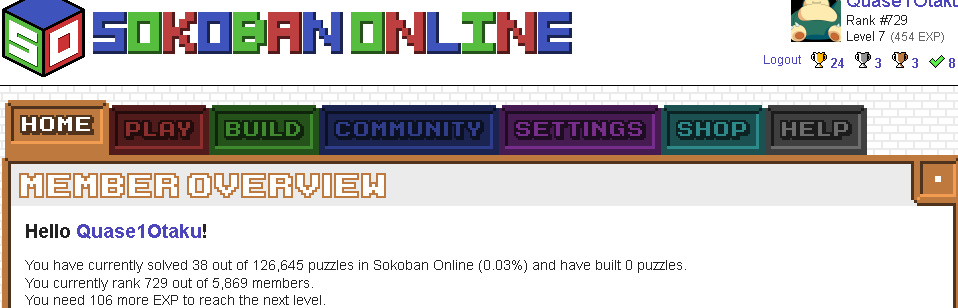 SO
SOKOBAN ONLINE
Quase1Otaku
Rank #729
Level 7 (454 EXP)
Logout 24 3 3 8
HOME PLAY BUILD COMMUNITY SETTINGS SHOP HELP
MEMBER OVERVIEW
Hello Quase1Otaku!
You have currently solved 38 out of 126,645 puzzles in Sokoban Online (0.03%) and have built 0 puzzles.
You currently rank 729 out of 5,869 members.
You need 106 more EXP to reach the next level.